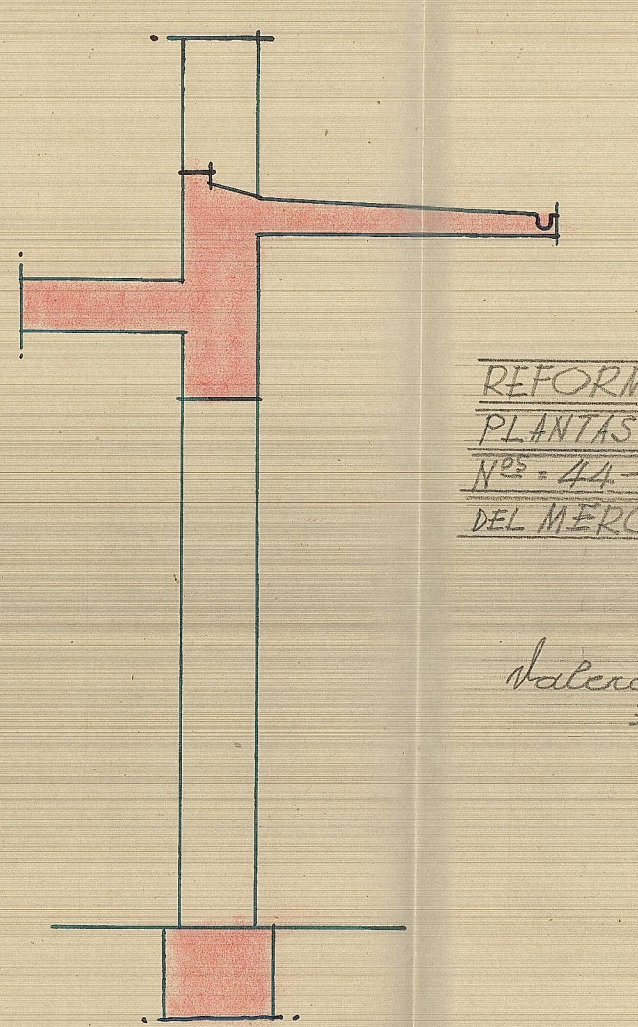 REFORM
PLANTAS
Nºs = 44-
DEL MERC
Valenc